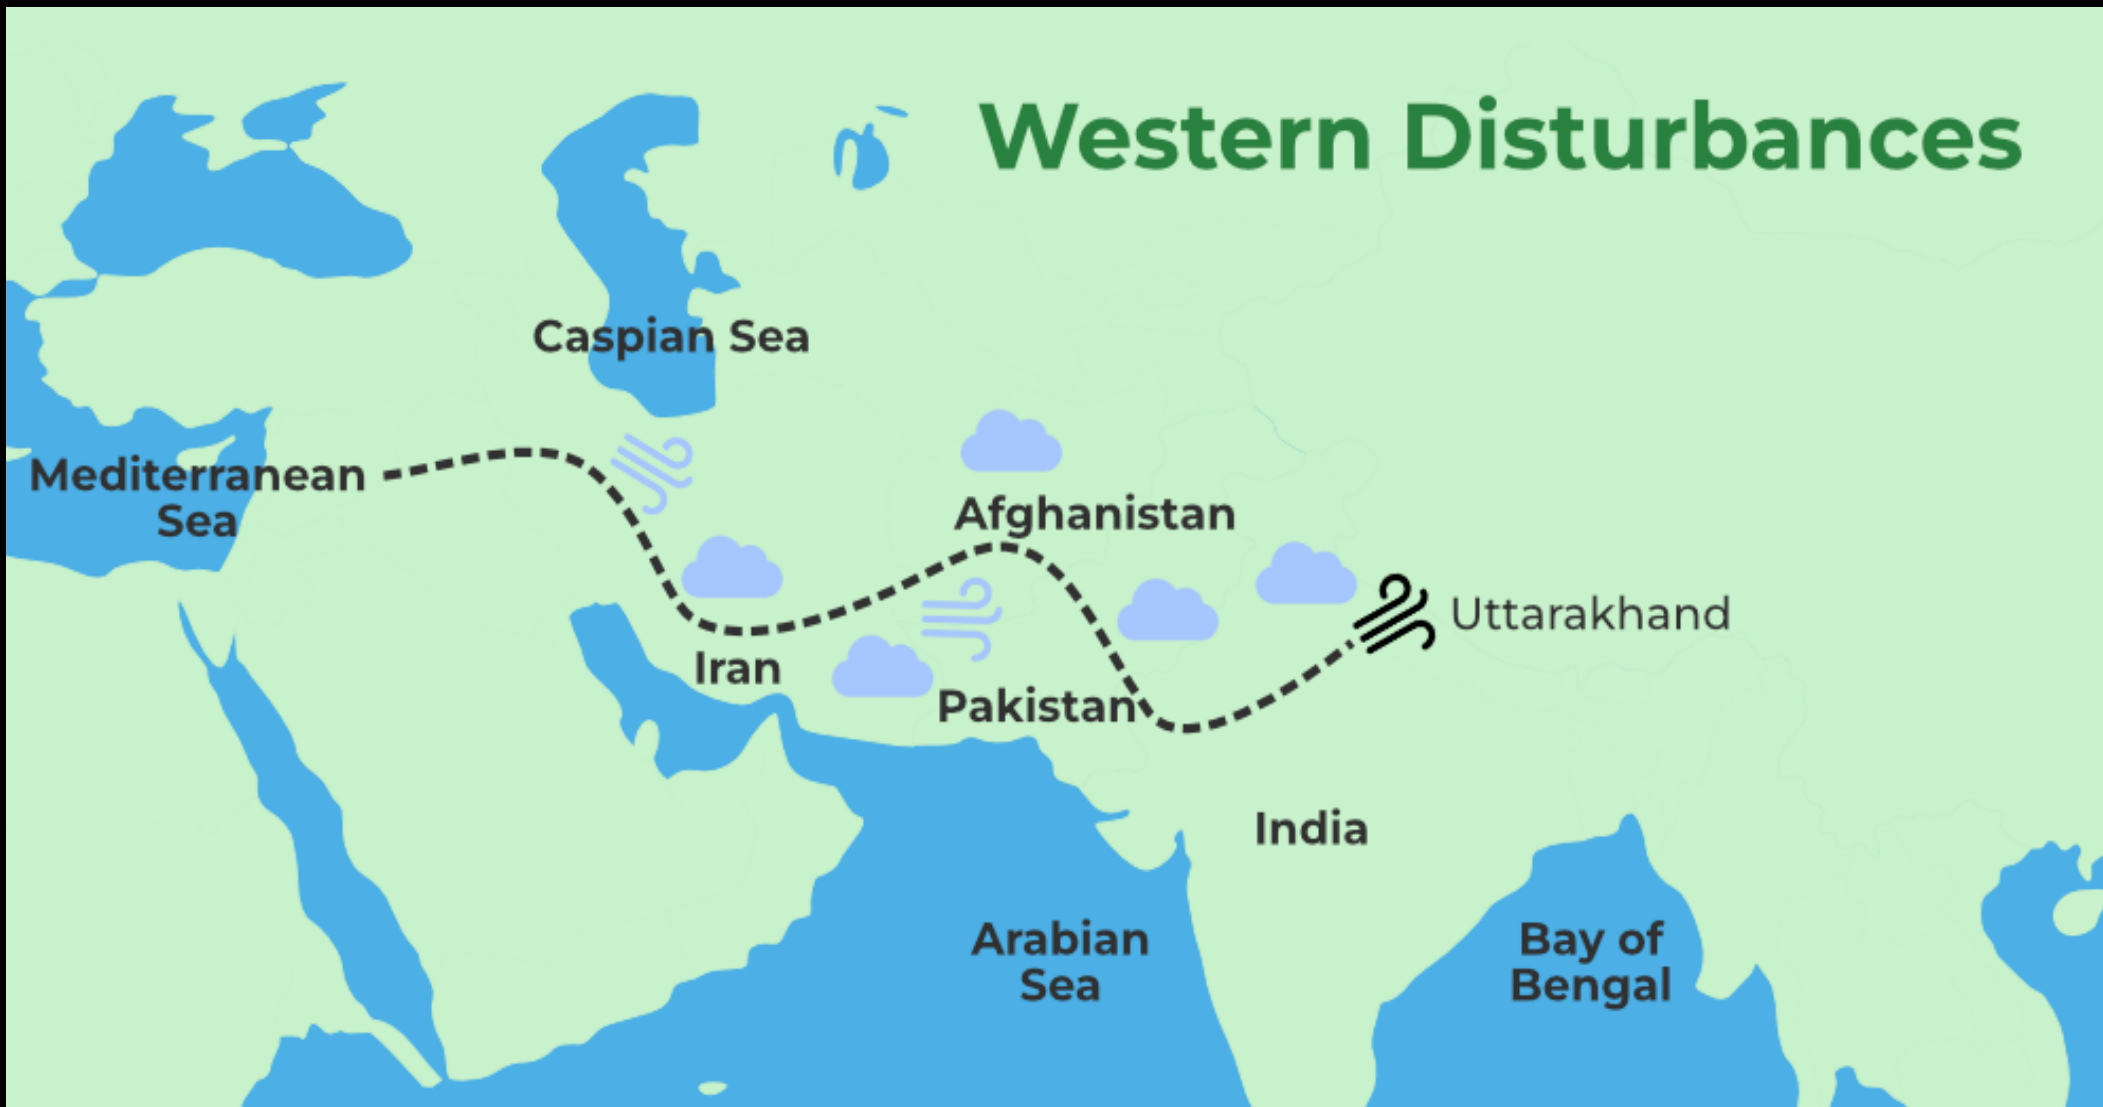 Western Disturbances
Caspian Sea
Mediterranean
Sea
Afghanistan
Uttarakhand
Iran
Pakistan
India
Arabian
Sea
Bay of
Bengal